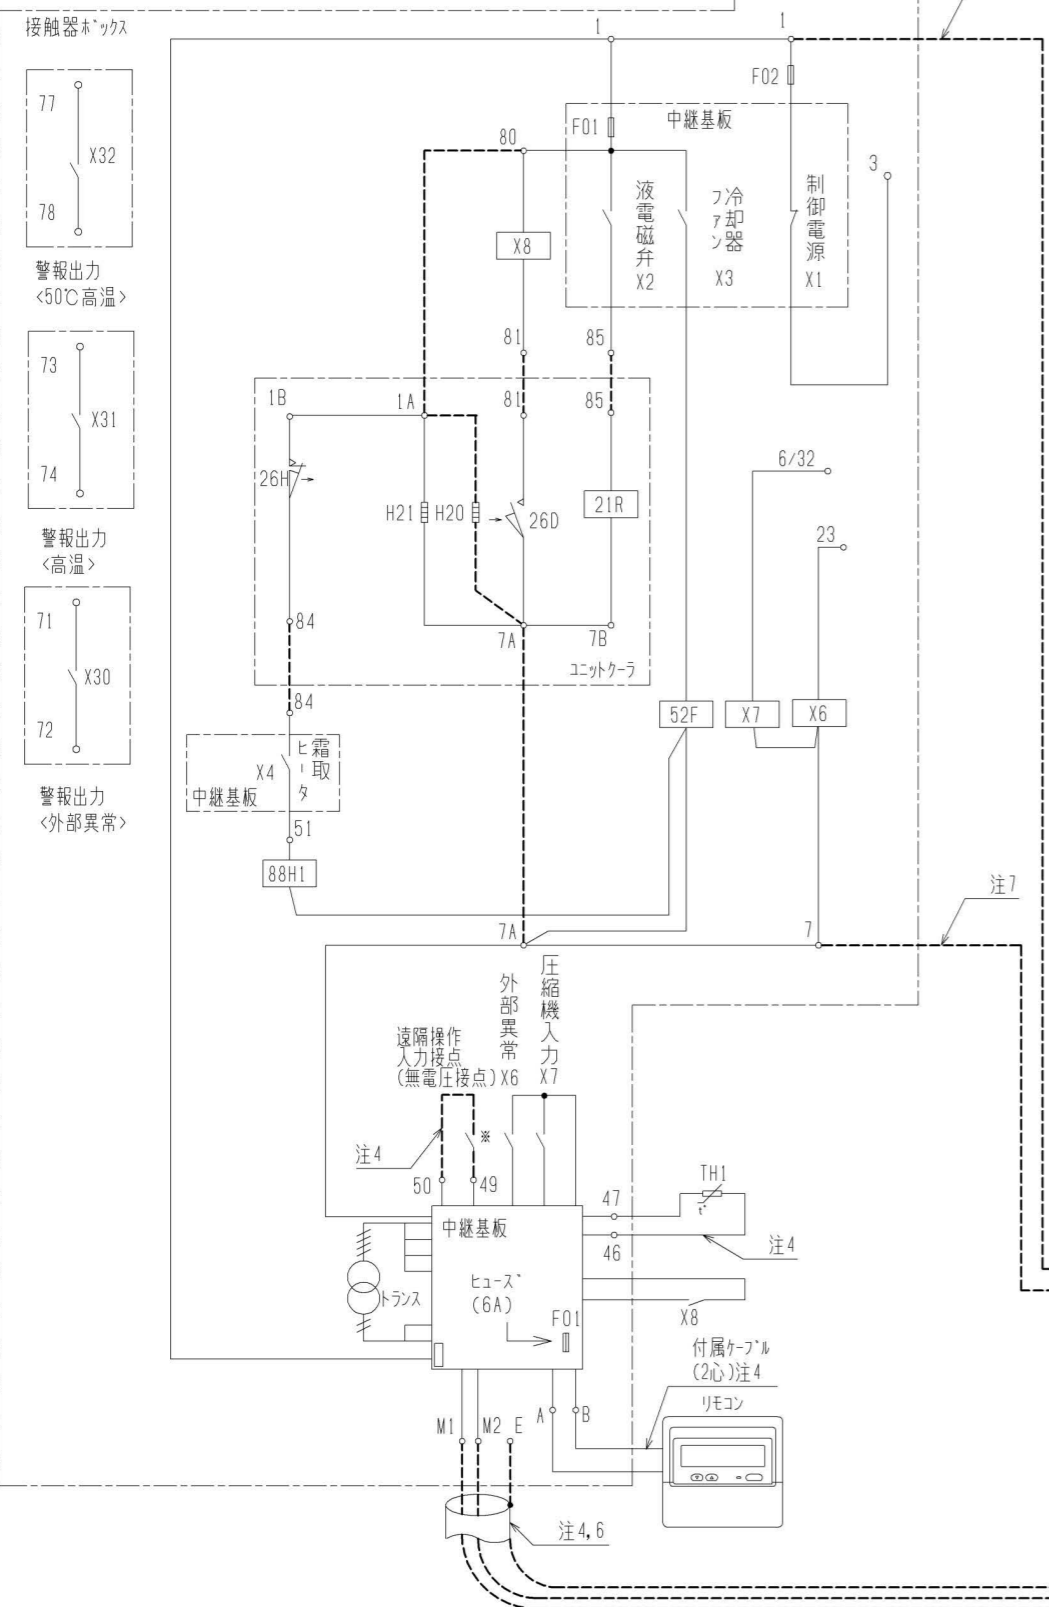 接触器ボックス
77
X32
78
警報出力
<50℃高温>
73
X31
74
警報出力
<高温>
71
X30
72
警報出力
<外部異常>
1
1
F02
F01
中継基板
80
3
液電磁弁
X2
冷却器
ファン
X3
制御電源
X1
X8
81
85
1B
1A
81
85
26H
H21
H20
26D
21R
6/32
23
84
7A
7B
ユニットクーラ
84
52F
X7
X6
X4
霜取
ヒータ
中継基板
51
88H1
注7
7A
7
外部異常
X6
圧縮機入力
X7
遠隔操作
入力接点
(無電圧接点)
※
注4
50
49
47
46
TH1
t°
注4
中継基板
ヒューズ
(6A)
F01
トランス
X8
付属ケーブル
(2心)注4
リモコン
M1
M2
E
A
B
注4,6